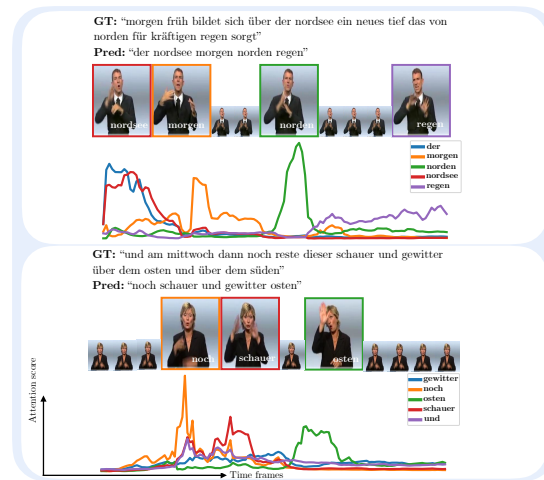 GT: “morgen früh bildet sich über der nordsee ein neues tief das von
norden für kräftigen regen sorgt”
Pred: “der nordsee morgen norden regen”
nordsee morgen norden regen
der
morgen
norden
nordsee
regen
GT: “und am mittwoch dann noch reste dieser schauer und gewitter
über dem osten und über dem süden”
Pred: “noch schauer und gewitter osten”
noch schauer osten
gewitter
noch
osten
schauer
und
Attention score
Time frames